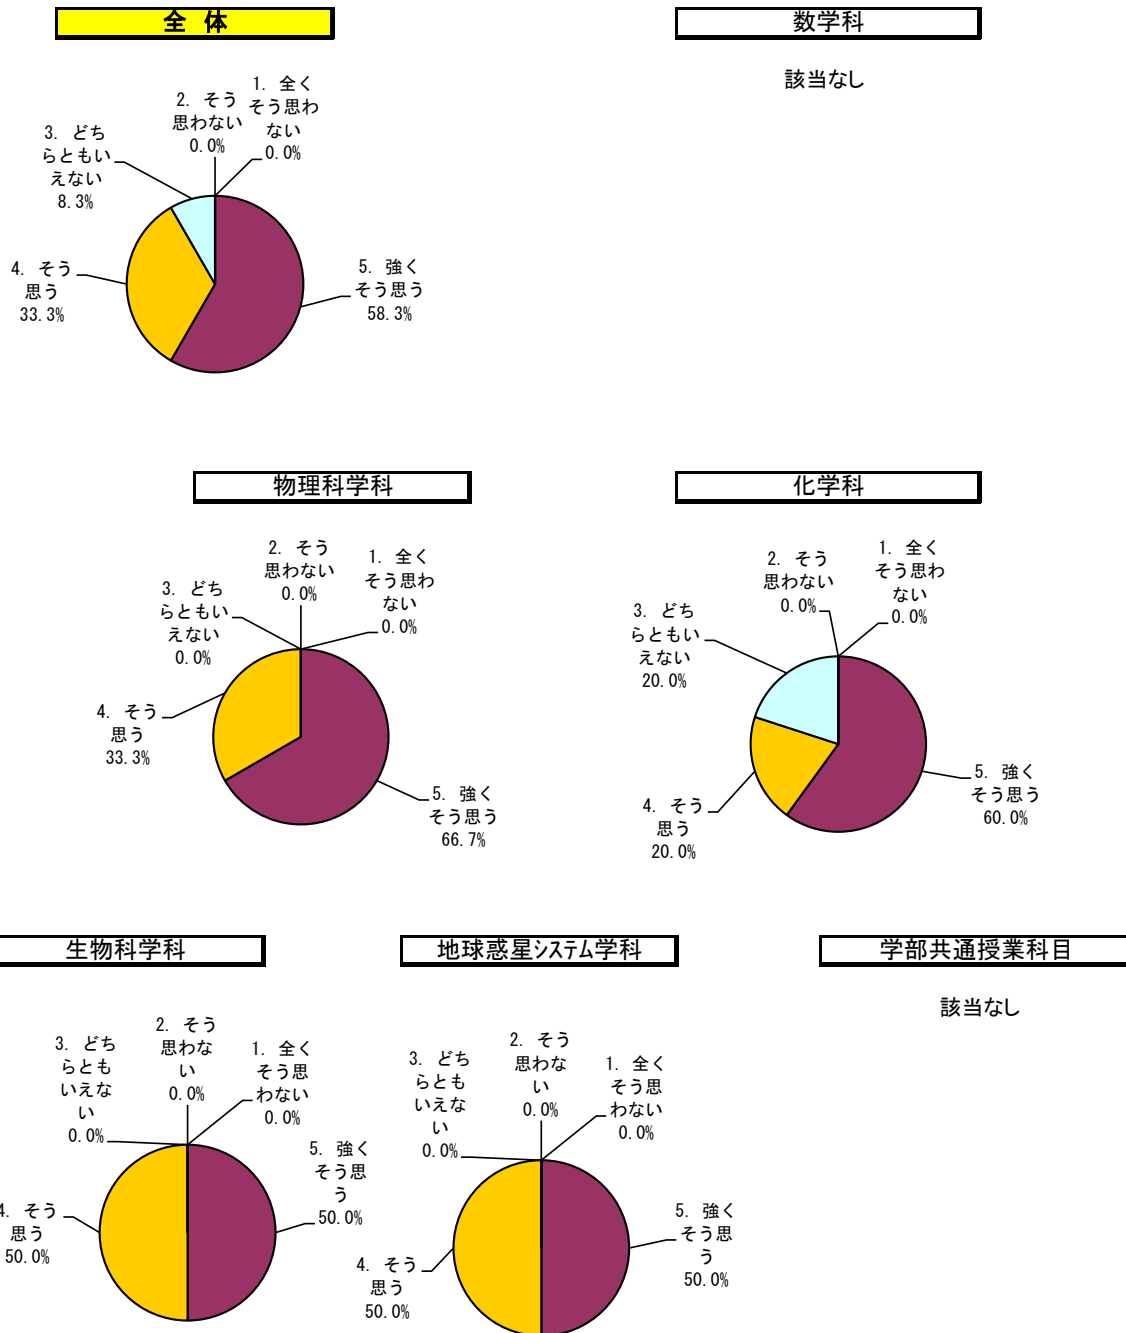 全 体
1. 全く
そう思わ
ない
0.0%
2. そう
思わない
0.0%
3. どち
らともい
えない
8.3%
4. そう
思う
33.3%
5. 強く
そう思う
58.3%
数学科
該当なし
物理科学科
1. 全く
そう思わ
ない
0.0%
2. そう
思わない
0.0%
3. どち
らともい
えない
0.0%
4. そう
思う
33.3%
5. 強く
そう思う
66.7%
化学科
1. 全く
そう思わ
ない
0.0%
2. そう
思わない
0.0%
3. どち
らともい
えない
20.0%
4. そう
思う
20.0%
5. 強く
そう思う
60.0%
生物科学科
1. 全く
そう思
わない
0.0%
2. そう
思わな
い
0.0%
3. どち
らとも
いえな
い
0.0%
4. そう
思う
50.0%
5. 強く
そう思
う
50.0%
地球惑星システム学科
1. 全く
そう思
わない
0.0%
2. そう
思わな
い
0.0%
3. どち
らとも
いえな
い
0.0%
4. そう
思う
50.0%
5. 強く
そう思
う
50.0%
学部共通授業科目
該当なし